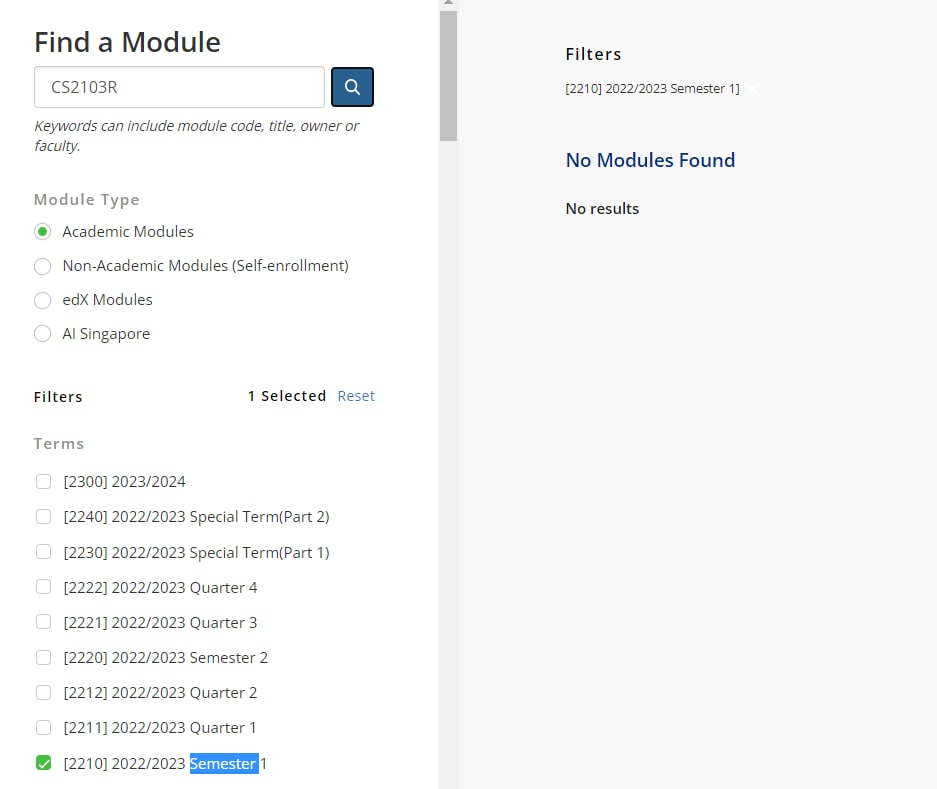 Find a Module
CS2103R
Keywords can include module code, title, owner or
faculty.
Module Type
Academic Modules
Non-Academic Modules (Self-enrollment)
edX Modules
AI Singapore
Filters
1 Selected
Reset
Terms
[2300] 2023/2024
[2240] 2022/2023 Special Term(Part 2)
[2230] 2022/2023 Special Term(Part 1)
[2222] 2022/2023 Quarter 4
[2221] 2022/2023 Quarter 3
[2220] 2022/2023 Semester 2
[2212] 2022/2023 Quarter 2
[2211] 2022/2023 Quarter 1
[2210] 2022/2023 Semester 1
Filters
[2210] 2022/2023 Semester 1]
No Modules Found
No results